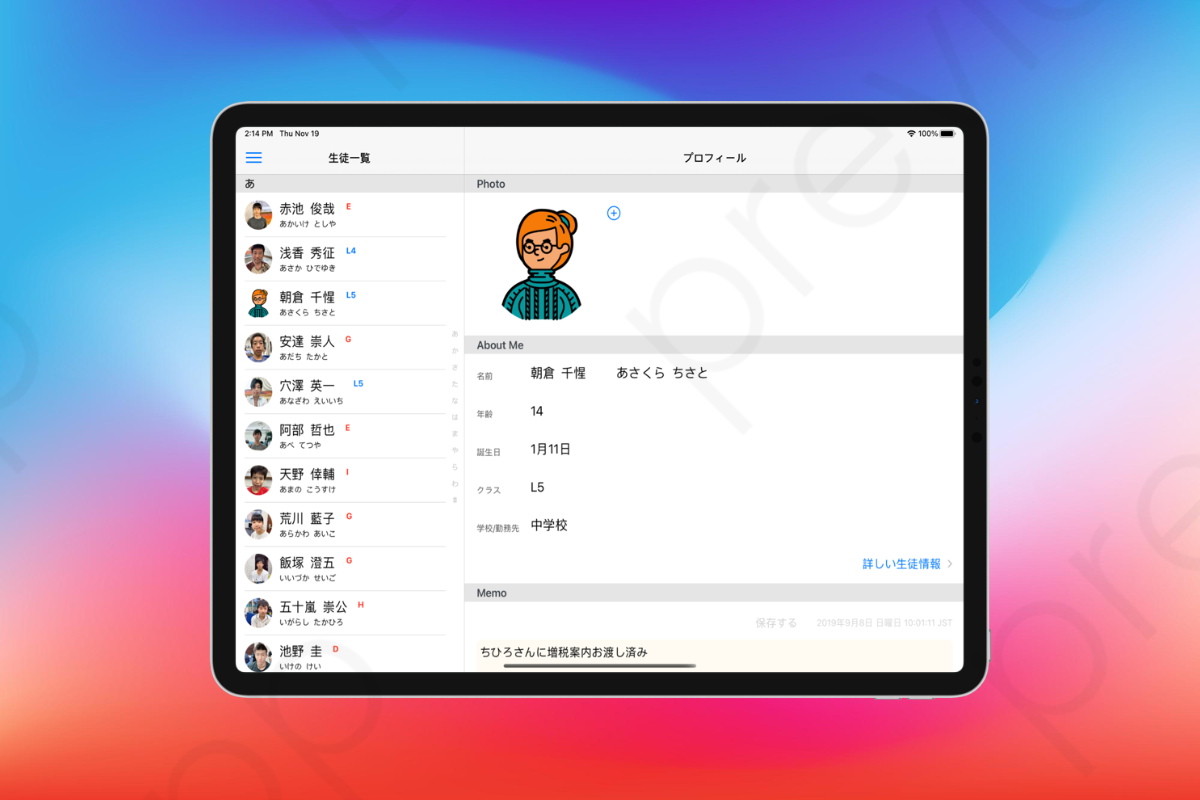 2:14 PM Thu Nov 19
100%
生徒一覧
あ
赤池 俊哉 E
あかいけ としや
浅香 秀征 L4
あさか ひでゆき
朝倉 千惺 L5
あさくら ちさと
安達 崇人 G
あだち たかと
穴澤 英一 L5
あなざわ えいいち
阿部 哲也 E
あべ てつや
天野 倖輔 I
あまの こうすけ
荒川 藍子 G
あらかわ あいこ
飯塚 澄五 G
いいづか せいご
五十嵐 崇公 H
いがらし たかひろ
池野 圭 D
いけの けい
あ
か
さ
た
な
は
ま
や
ら
わ
プロフィール
Photo
About Me
名前 朝倉 千惺 あさくら ちさと
年齢 14
誕生日 1月11日
クラス L5
学校/勤務先 中学校
詳しい生徒情報
Memo
保存する 2019年9月8日 日曜日 10:01:11 JST
ちひろさんに増税案内お渡し済み